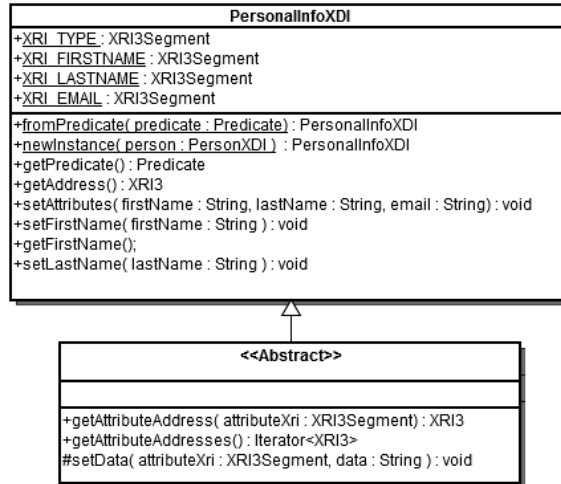 PersonalInfoXDI
+XRI_TYPE : XRI3Segment
+XRI_FIRSTNAME : XRI3Segment
+XRI_LASTNAME : XRI3Segment
+XRI_EMAIL : XRI3Segment
+fromPredicate( predicate : Predicate) : PersonalInfoXDI
+newInstance( person : PersonXDI ) : PersonalInfoXDI
+getPredicate() : Predicate
+getAddress() : XRI3
+setAttributes( firstName : String, lastName : String, email : String) : void
+setFirstName( firstName : String ) : void
+getFirstName();
+setLastName( lastName : String ) : void
<<Abstract>>
+getAttributeAddress( attributeXri : XRI3Segment) : XRI3
+getAttributeAddresses() : Iterator<XRI3>
#setData( attributeXri : XRI3Segment, data : String ) : void